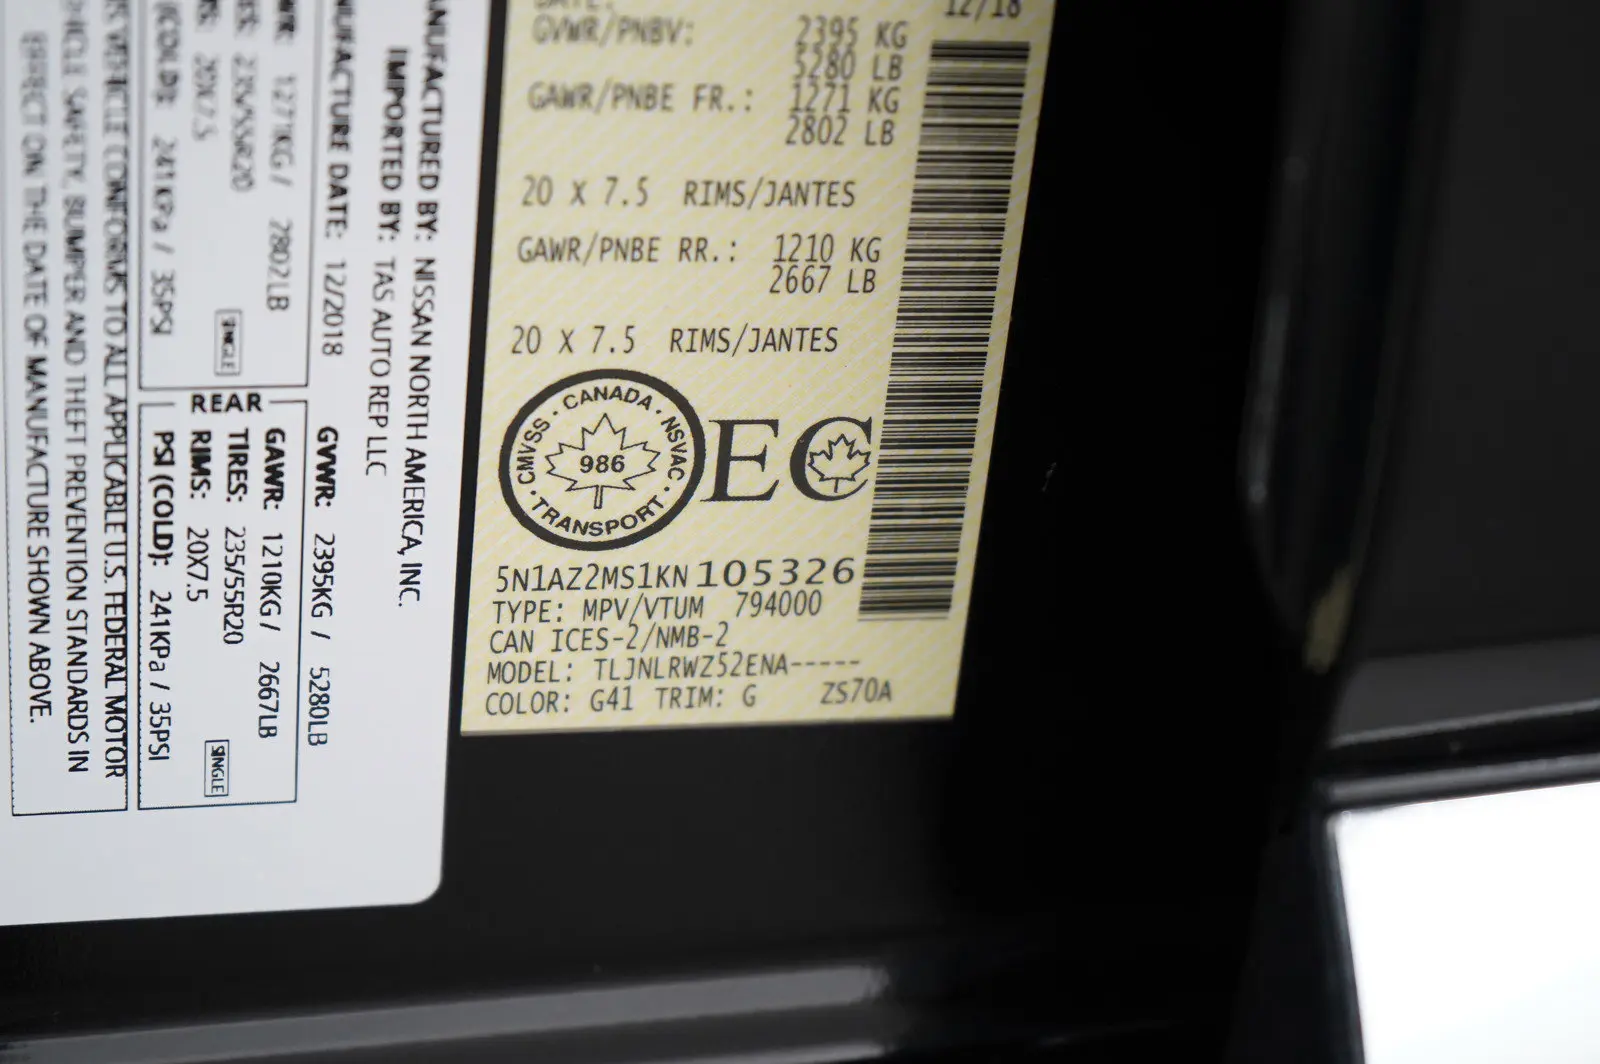 12/18
GVWR/PNBV: 2395 KG
5280 LB
GAWR/PNBE FR.: 1271 KG
2802 LB
20 X 7.5 RIMS/JANTES
GAWR/PNBE RR.: 1210 KG
2667 LB
20 X 7.5 RIMS/JANTES
CANADA · NSVAC · TRANSPORT · CMVSS ·
986
EC
5N1AZ2MS1KN105326
TYPE: MPV/VTUM 794000
CAN ICES-2/NMB-2
MODEL: TLJNLRWZ52ENA-----
COLOR: G41 TRIM: G ZS70A
ANUFACTURED BY: NISSAN NORTH AMERICA, INC.
IMPORTED BY: TAS AUTO REP LLC
NUFACTURE DATE: 12/2018
GVWR: 2395KG / 5280LB
WR: 1271KG / 2802LB
235/55R20
20X7.5
SINGLE
(COLD): 241KPa / 35PSI
REAR
GAWR: 1210KG / 2667LB
TIRES: 235/55R20
RIMS: 20X7.5
SINGLE
PSI (COLD): 241KPa / 35PSI
IS VEHICLE CONFORMS TO ALL APPLICABLE U.S. FEDERAL MOTOR
HICLE SAFETY, BUMPER AND THEFT PREVENTION STANDARDS IN
EFFECT ON THE DATE OF MANUFACTURE SHOWN ABOVE.